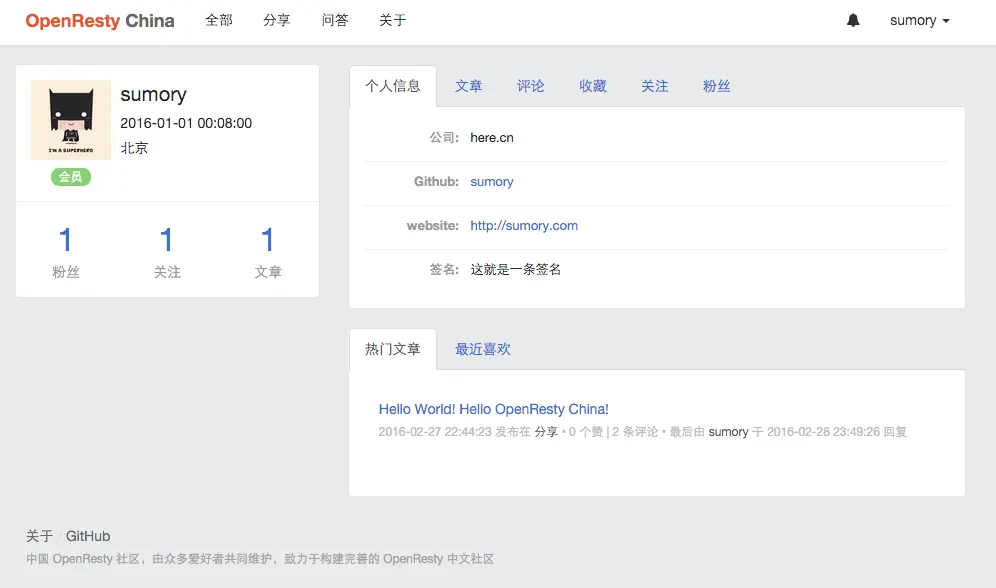 OpenResty China 全部 分享 问答 关于 sumory
sumory
2016-01-01 00:08:00
北京
I'M A SUPERHERO
会员
1 1 1
粉丝 关注 文章
个人信息 文章 评论 收藏 关注 粉丝
公司: here.cn
Github: sumory
website: http://sumory.com
签名: 这就是一条签名
热门文章 最近喜欢
Hello World! Hello OpenResty China!
2016-02-27 22:44:23 发布在 分享 • 0 个赞 | 2 条评论 • 最后由 sumory 于 2016-02-28 23:49:26 回复
关于 / GitHub
中国 OpenResty 社区，由众多爱好者共同维护，致力于构建完善的 OpenResty 中文社区